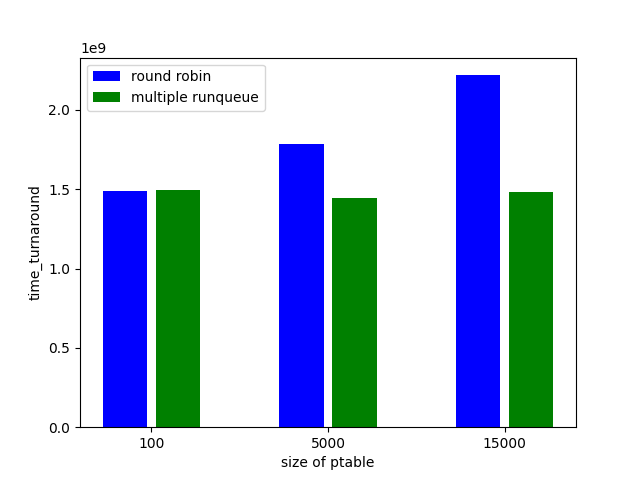 1e9
round robin
multiple runqueue
2.0
1.5
1.0
0.5
0.0
time_turnaround
100 5000 15000
size of ptable